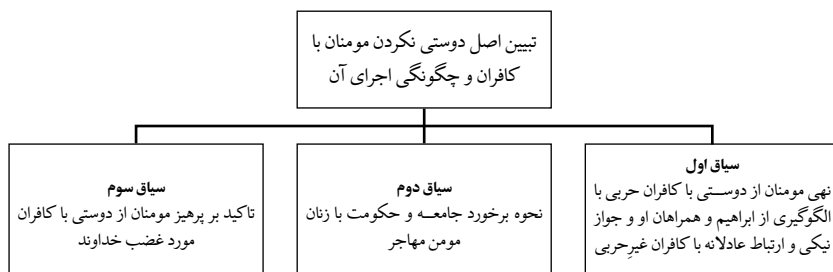 تبیین اصل دوستی نکردن مومنان با
کافران و چگونگی اجرای آن
سیاق اول
نهی مومنان از دوستی با کافران حربی با
الگوگیری از ابراهیم و همراهان او و جواز
نیکی و ارتباط عادلانه با کافران غیرِحربی
سیاق دوم
نحوه برخورد جامعه و حکومت با زنان
مومن مهاجر
سیاق سوم
تاکید بر پرهیز مومنان از دوستی با کافران
مورد غضب خداوند